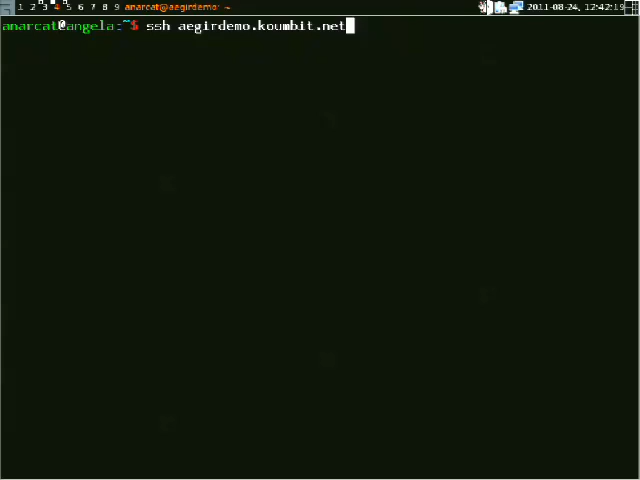 1 2 3 4 5 6 7 8 9 anarcat@aegirdemo: ~ 2011-08-24, 12:42:19
anarcat@angela:~$ ssh aegirdemo.koumbit.net